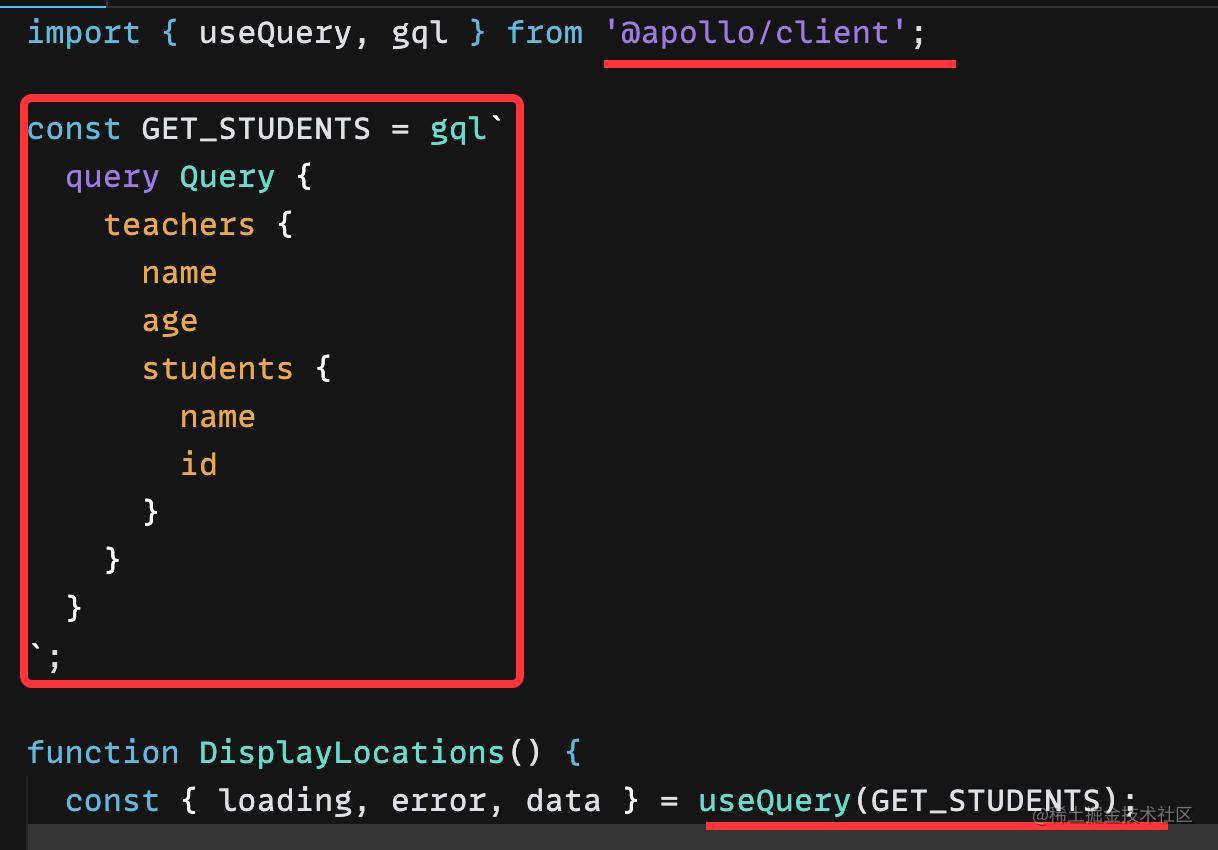 import { useQuery, gql } from '@apollo/client';
const GET_STUDENTS = gql`
  query Query {
    teachers {
      name
      age
      students {
        name
        id
      }
    }
  }
`;
function DisplayLocations() {
  const { loading, error, data } = useQuery(GET_STUDENTS);
@稀土掘金技术社区